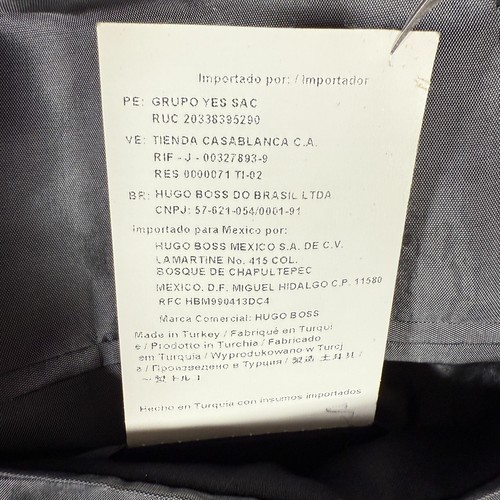 Importado por: / Importador
PE: GRUPO YES SAC
RUC 20338395290
VE: TIENDA CASABLANCA C.A.
RIF - J - 00327893-9
RES 0000071 TI-02
BR: HUGO BOSS DO BRASIL LTDA
CNPJ: 57-621-054/0001-91
Importado para Mexico por:
HUGO BOSS MEXICO S.A. DE C.V.
LAMARTINE No. 415 COL.
BOSQUE DE CHAPULTEPEC
MEXICO. D.F. MIGUEL HIDALGO C.P. 11580
RFC HBM990413DC4
Marca Comercial: HUGO BOSS
Made in Turkey / Fabriqué en Turqui
e / Prodotto in Turchia / Fabricado
em Turquia / Wyprodukowano w Turcj
a / Произведено в Турции / 製造
Hecho en Turquia con insumos importados